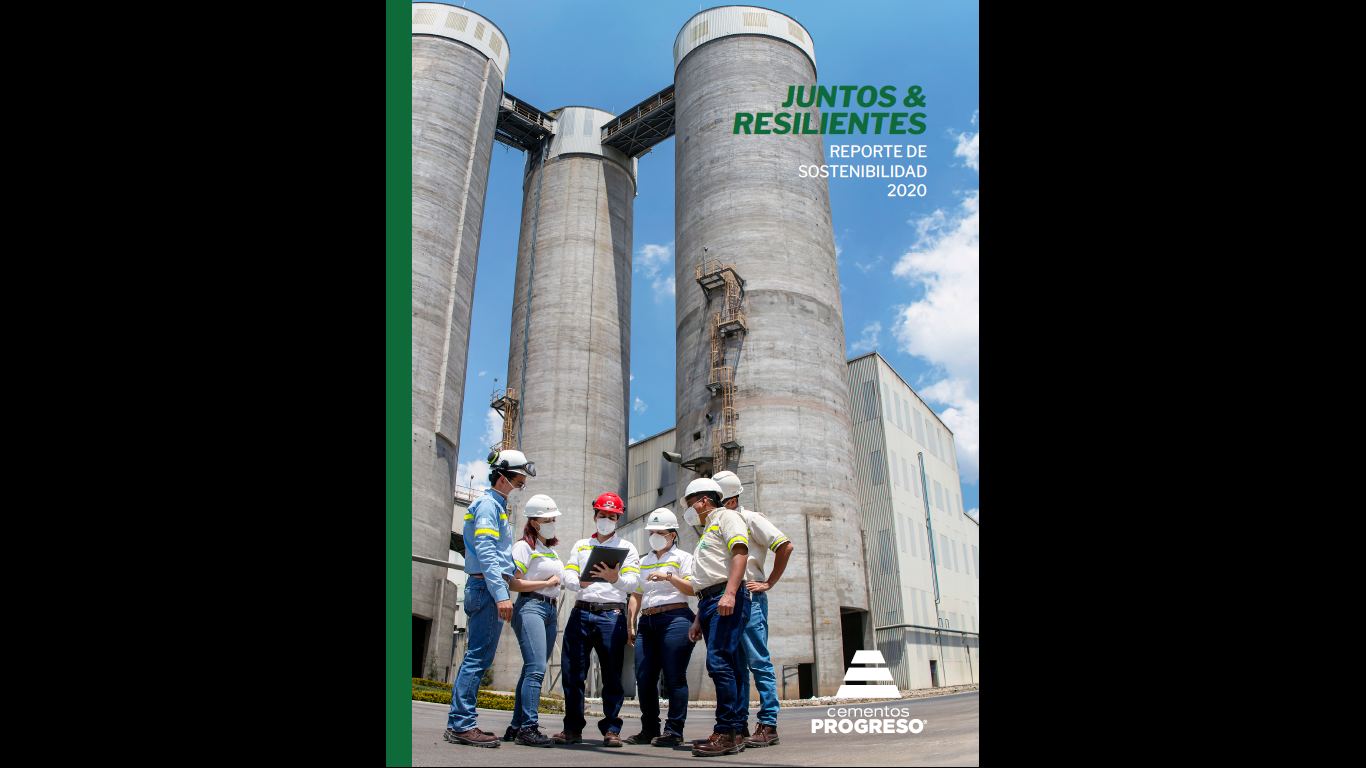 JUNTOS &
RESILIENTES
REPORTE DE
SOSTENIBILIDAD
2020
cementos
PROGRESO®